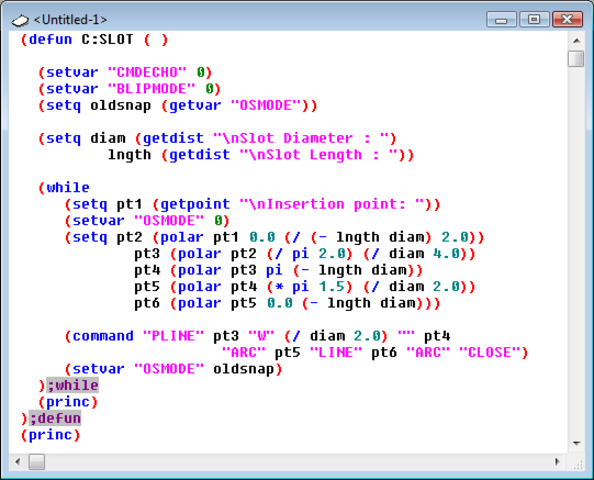 <Untitled-1>
(defun C:SLOT ( )
(setvar "CMDECHO" 0)
(setvar "BLIPMODE" 0)
(setq oldsnap (getvar "OSMODE"))
(setq diam (getdist "\nSlot Diameter : ")
lngth (getdist "\nSlot Length : "))
(while
(setq pt1 (getpoint "\nInsertion point: "))
(setvar "OSMODE" 0)
(setq pt2 (polar pt1 0.0 (/ (- lngth diam) 2.0))
pt3 (polar pt2 (/ pi 2.0) (/ diam 4.0))
pt4 (polar pt3 pi (- lngth diam))
pt5 (polar pt4 (* pi 1.5) (/ diam 2.0))
pt6 (polar pt5 0.0 (- lngth diam)))
(command "PLINE" pt3 "W" (/ diam 2.0) "" pt4
"ARC" pt5 "LINE" pt6 "ARC" "CLOSE")
(setvar "OSMODE" oldsnap)
);while
(princ)
);defun
(princ)